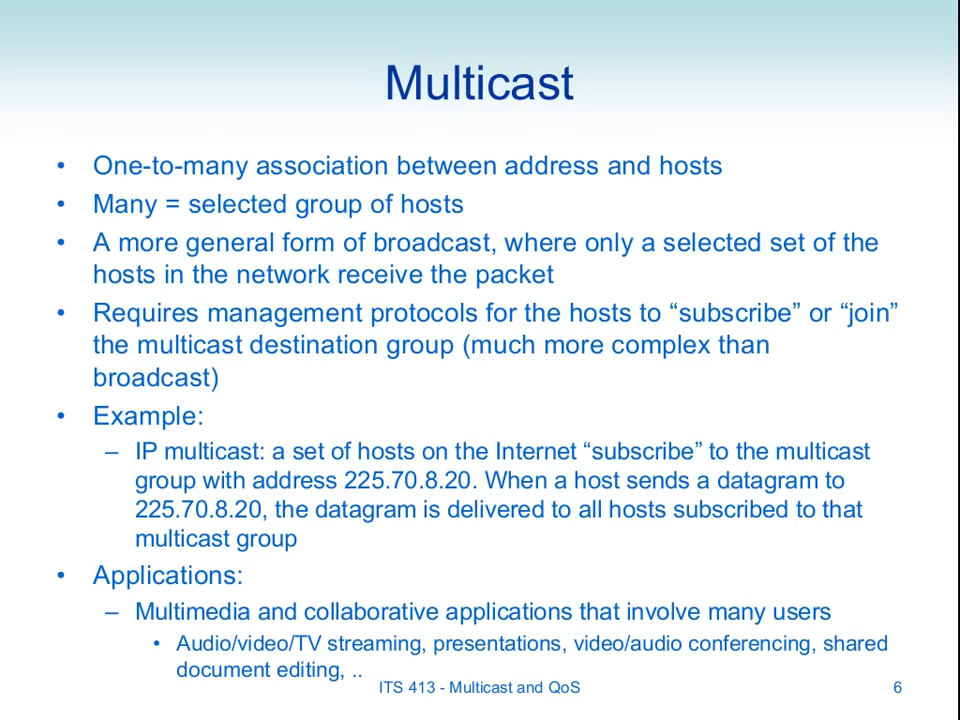 Multicast
• One-to-many association between address and hosts
• Many = selected group of hosts
• A more general form of broadcast, where only a selected set of the
hosts in the network receive the packet
• Requires management protocols for the hosts to “subscribe” or “join”
the multicast destination group (much more complex than
broadcast)
• Example:
– IP multicast: a set of hosts on the Internet “subscribe” to the multicast
group with address 225.70.8.20. When a host sends a datagram to
225.70.8.20, the datagram is delivered to all hosts subscribed to that
multicast group
• Applications:
– Multimedia and collaborative applications that involve many users
• Audio/video/TV streaming, presentations, video/audio conferencing, shared
document editing, ..
ITS 413 - Multicast and QoS 6